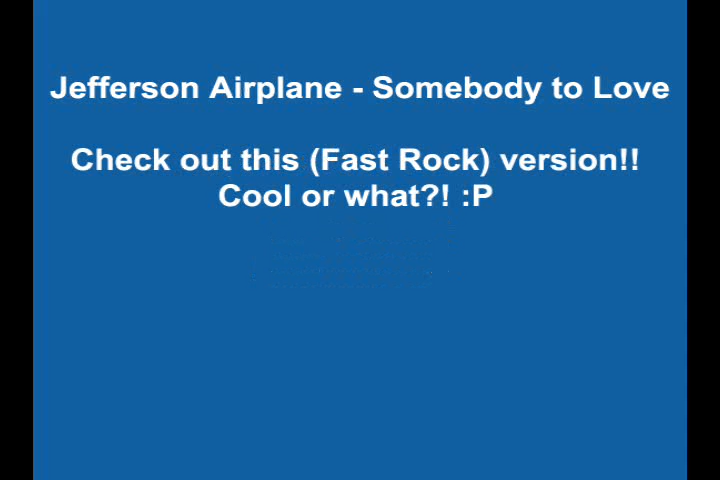 Jefferson Airplane - Somebody to Love
Check out this (Fast Rock) version!!
Cool or what?! :P